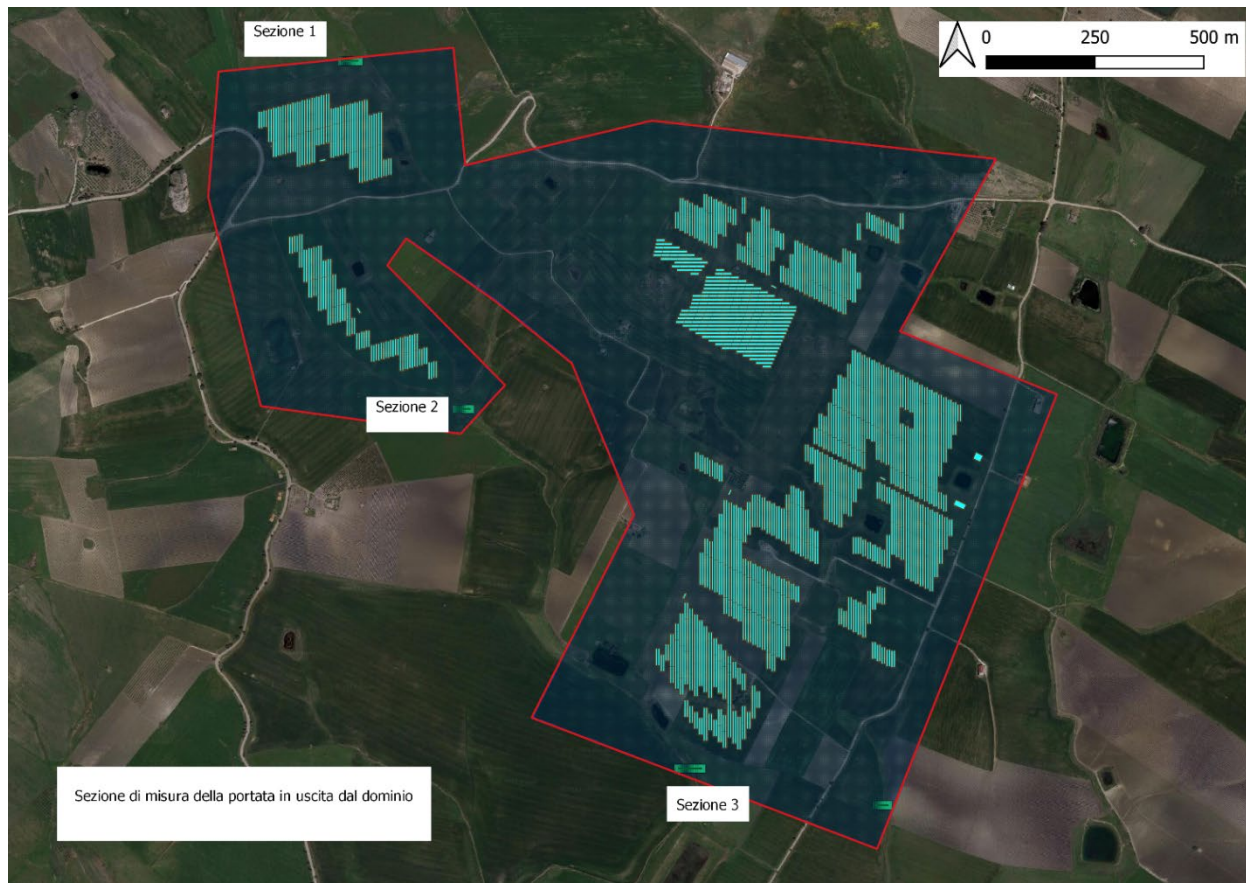 Sezione 1
0 250 500 m
Sezione 2
Sezione di misura della portata in uscita dal dominio
Sezione 3